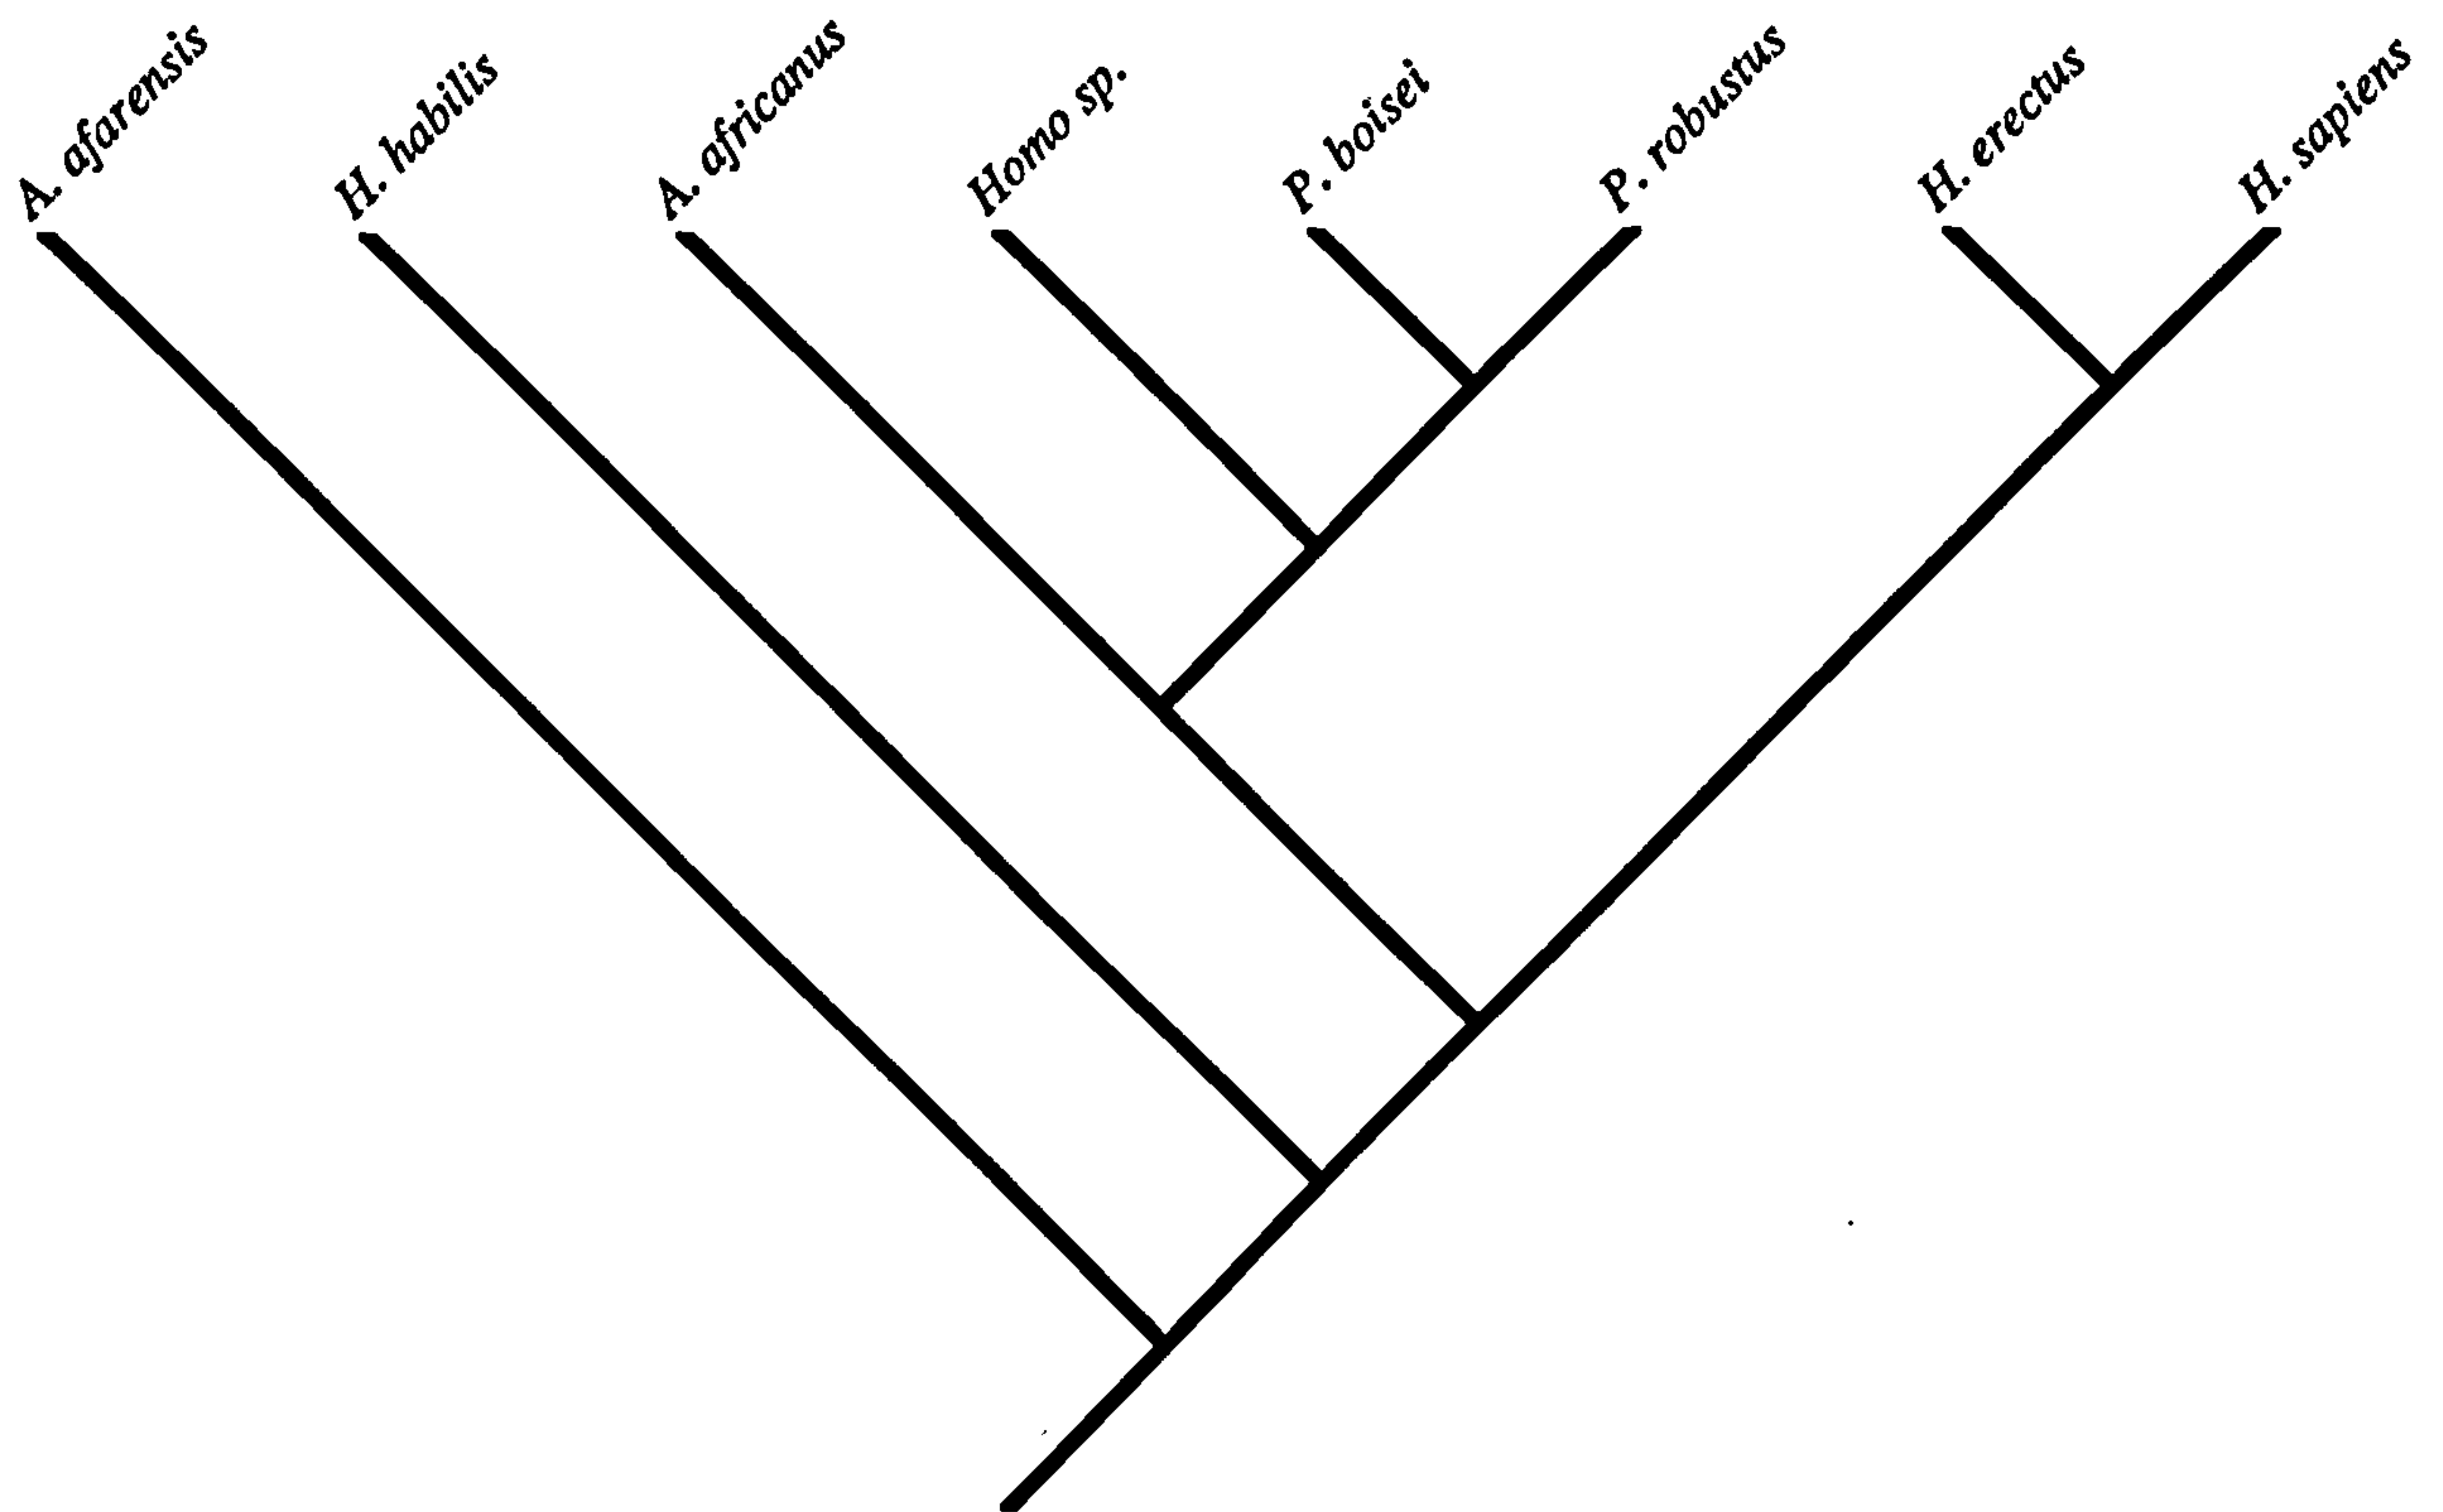 A. afarensis
H. habilis
A. africanus
Homo sp.
P. boisei
P. robustus
H. erectus
H. sapiens